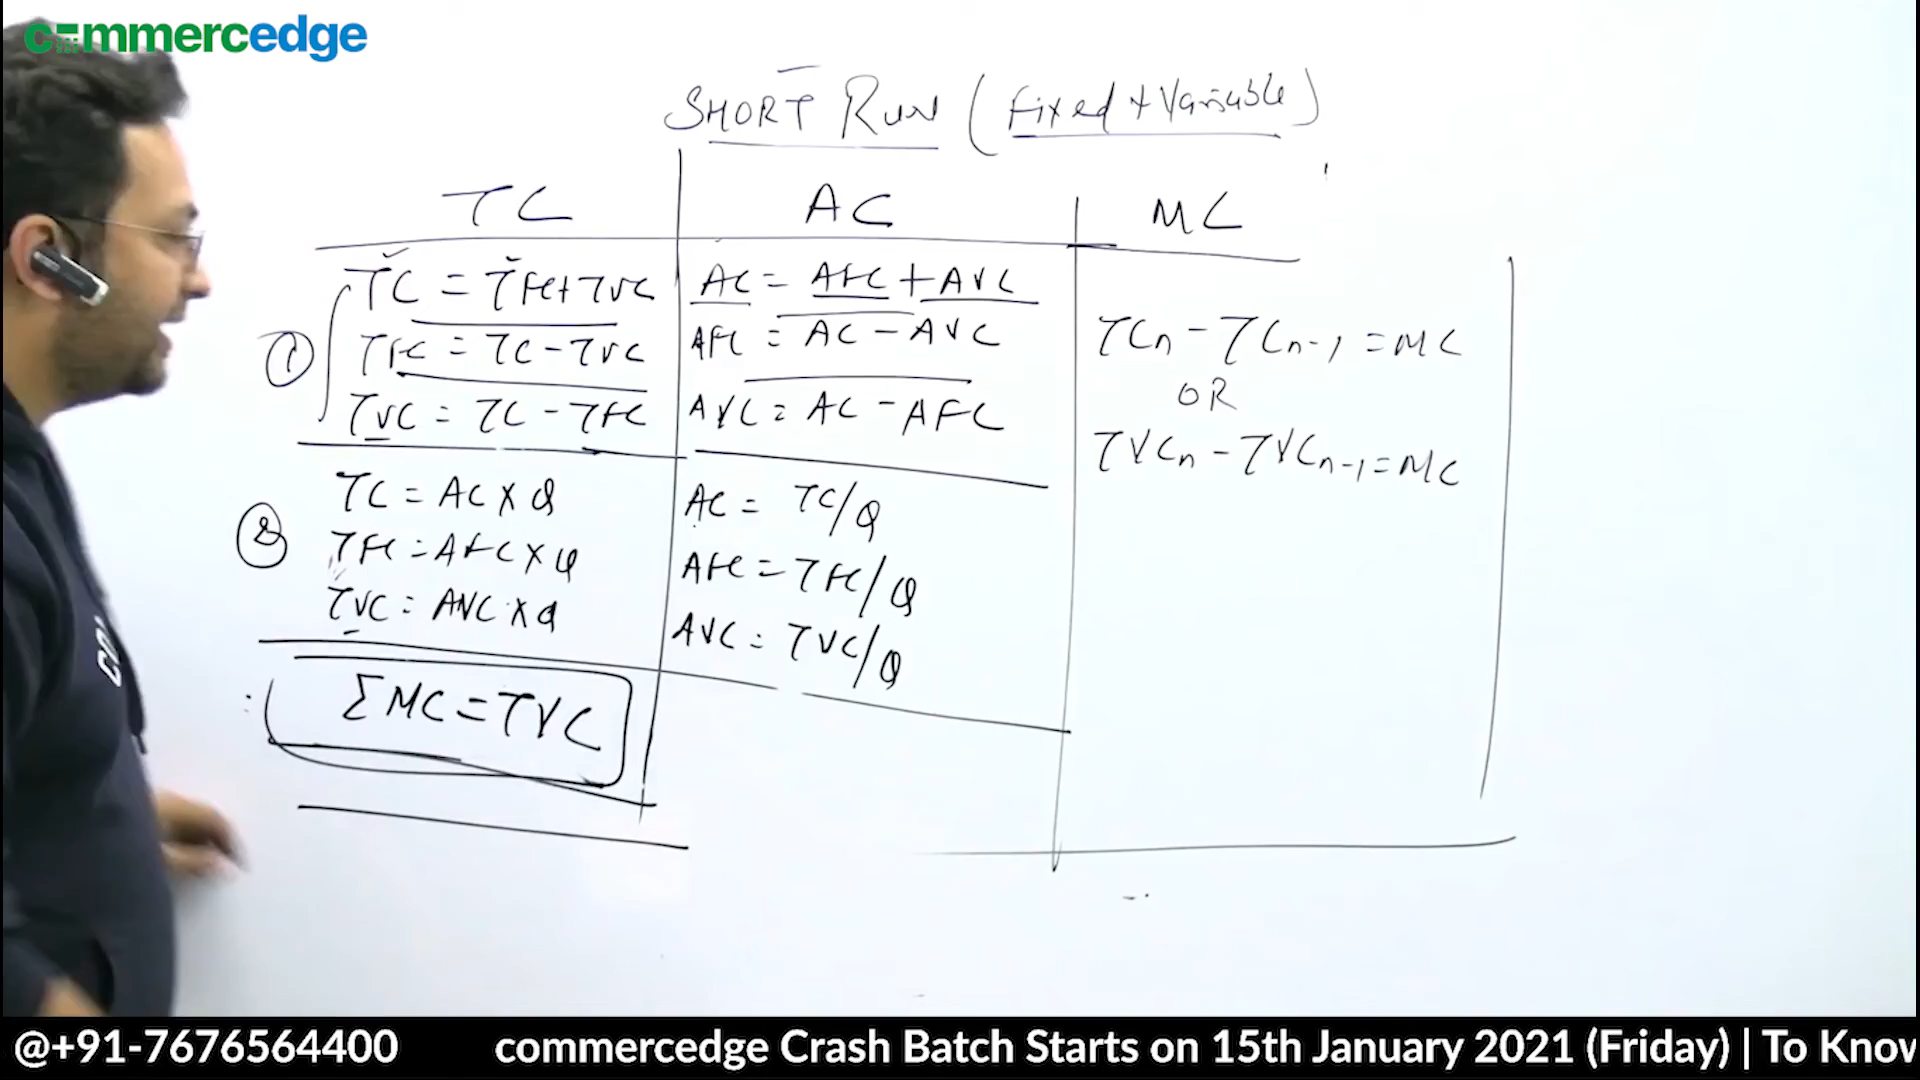 commercedge
SHORT RUN (Fixed + Variable)
TC
AC
MC
①
TC = TFC + TVC
TFC = TC - TVC
TVC = TC - TFC
AC = AFC + AVC
AFC = AC - AVC
AVC = AC - AFC
TCn - TCn-1 = MC
OR
TVCn - TVCn-1 = MC
②
TC = AC X Q
TFC = AFC X Q
TVC = AVC X Q
AC = TC/Q
AFC = TFC/Q
AVC = TVC/Q
ΣMC = TVC
@+91-7676564400 commercedge Crash Batch Starts on 15th January 2021 (Friday) | To Know